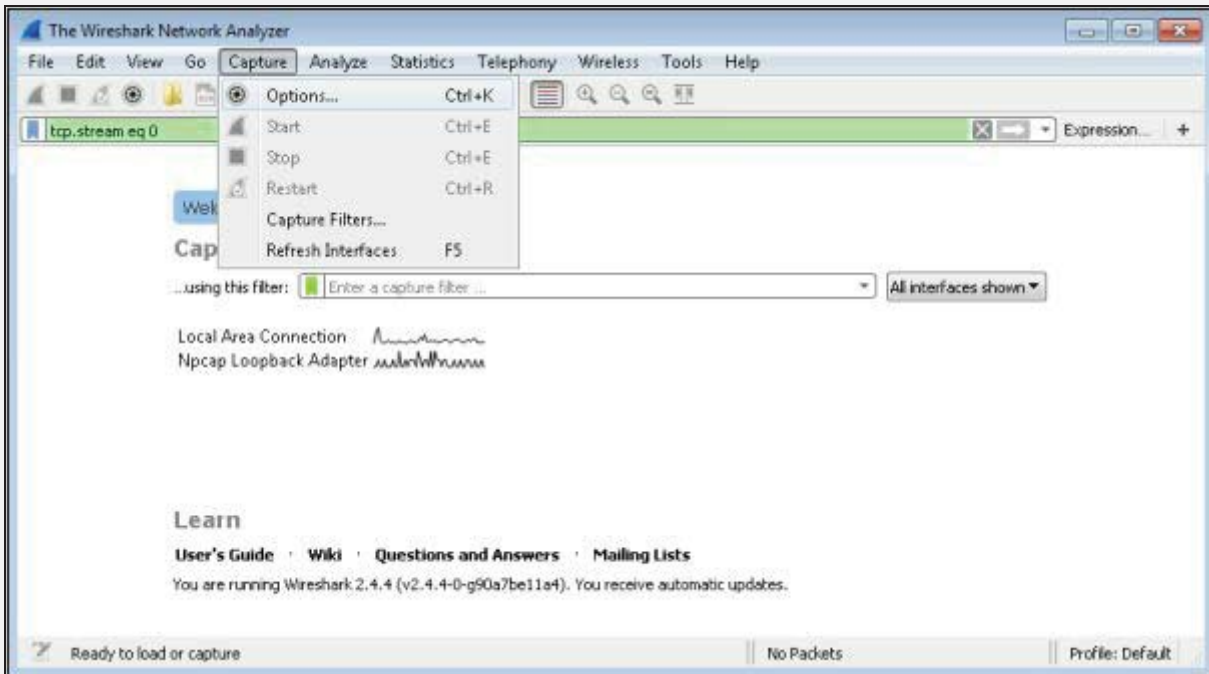 The Wireshark Network Analyzer
File Edit View Go Capture Analyze Statistics Telephony Wireless Tools Help
Options... Ctrl+K
tcp.stream eq 0 Expression... +
Start Ctrl+E
Stop Ctrl+E
Restart Ctrl+R
Wel
Capture Filters...
Cap
Refresh Interfaces F5
...using this filter: Enter a capture filter ... All interfaces shown
Local Area Connection
Npcap Loopback Adapter
Learn
User's Guide · Wiki · Questions and Answers · Mailing Lists
You are running Wireshark 2.4.4 (v2.4.4-0-g90a7be11a4). You receive automatic updates.
Ready to load or capture No Packets Profile: Default